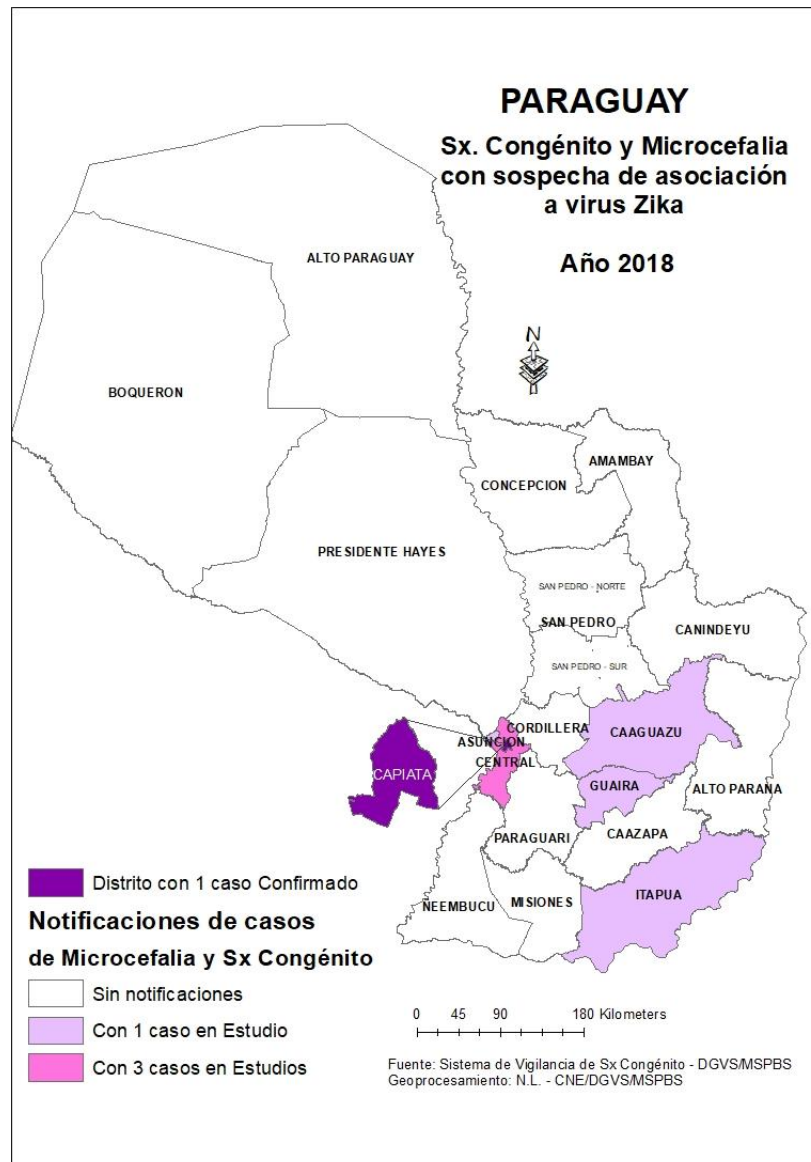 PARAGUAY
Sx. Congénito y Microcefalia
con sospecha de asociación
a virus Zika
Año 2018
N
ALTO PARAGUAY
BOQUERON
AMAMBAY
CONCEPCION
PRESIDENTE HAYES
SAN PEDRO - NORTE
SAN PEDRO
CANINDEYU
SAN PEDRO - SUR
CORDILLERA
ASUNCION
CAAGUAZU
CENTRAL
CAPIATA
GUAIRA
ALTO PARANA
CAAZAPA
PARAGUARI
ITAPUA
MISIONES
ÑEEMBUCU
Distrito con 1 caso Confirmado
Notificaciones de casos
de Microcefalia y Sx Congénito
Sin notificaciones
Con 1 caso en Estudio
Con 3 casos en Estudios
0 45 90 180 Kilometers
Fuente: Sistema de Vigilancia de Sx Congénito - DGVS/MSPBS
Geoprocesamiento: N.L. - CNE/DGVS/MSPBS